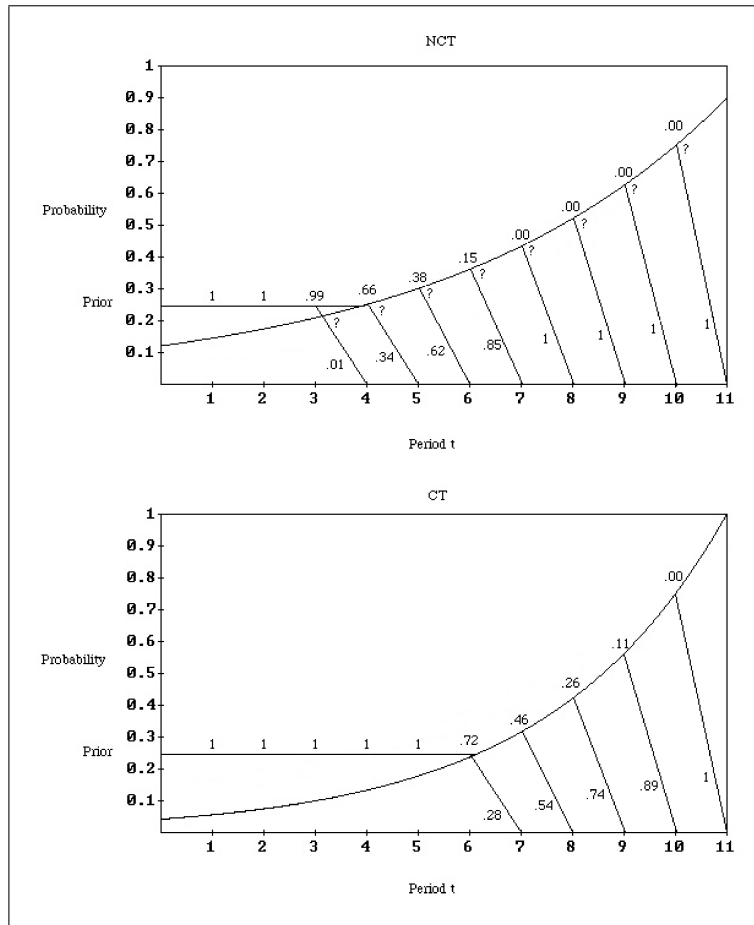 NCT
1
0.9
.00
0.8
.00
?
0.7
.00
?
Probability
0.6
.00
?
0.5
.15
?
0.4
.38
?
1 1 .99 .66
?
Prior
0.3
?
0.2
?
0.1
.01 .34 .62 .85 1 1 1 1
1 2 3 4 5 6 7 8 9 10 11
Period t
CT
1
0.9
.00
0.8
0.7
.11
Probability
0.6
0.5
.26
0.4
.46
1 1 1 1 1 .72
Prior
0.3
0.2
0.1
.28 .54 .74 .89 1
1 2 3 4 5 6 7 8 9 10 11
Period t